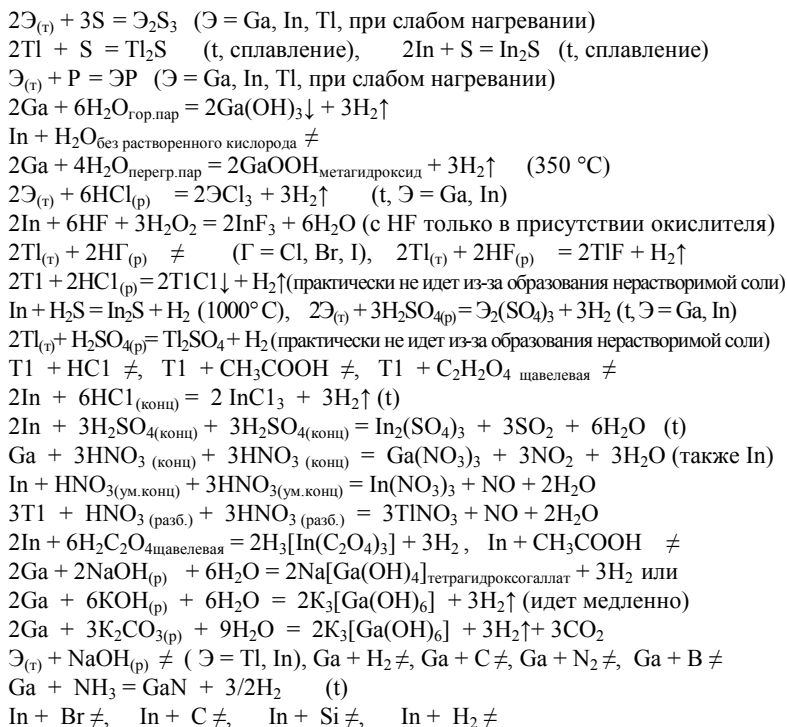 2Э(т) + 3S = Э₂S₃ (Э = Ga, In, Tl, при слабом нагревании)
2Tl + S = Tl₂S (t, сплавление), 2In + S = In₂S (t, сплавление)
Э(т) + P = ЭP (Э = Ga, In, Tl, при слабом нагревании)
2Ga + 6H₂Oгор.пар = 2Ga(OH)₃↓ + 3H₂↑
In + H₂Oбез растворенного кислорода ≠
2Ga + 4H₂Oперегр.пар = 2GaOOHметагидроксид + 3H₂↑ (350 °C)
2Э(т) + 6HCl(р) = 2ЭCl₃ + 3H₂↑ (t, Э = Ga, In)
2In + 6HF + 3H₂O₂ = 2InF₃ + 6H₂O (с HF только в присутствии окислителя)
2Tl(т) + 2HГ(р) ≠ (Г = Cl, Br, I), 2Tl(т) + 2HF(р) = 2TlF + H₂↑
2T1 + 2HC1(р) = 2T1C1↓ + H₂↑(практически не идет из-за образования нерастворимой соли)
In + H₂S = In₂S + H₂ (1000°C), 2Э(т) + 3H₂SO₄(р) = Э₂(SO₄)₃ + 3H₂ (t, Э = Ga, In)
2Tl(т) + H₂SO₄(р) = Tl₂SO₄ + H₂ (практически не идет из-за образования нерастворимой соли)
T1 + HC1 ≠, T1 + CH₃COOH ≠, T1 + C₂H₂O₄ щавелевая ≠
2In + 6HC1(конц) = 2 InC1₃ + 3H₂↑ (t)
2In + 3H₂SO₄(конц) + 3H₂SO₄(конц) = In₂(SO₄)₃ + 3SO₂ + 6H₂O (t)
Ga + 3HNO₃ (конц) + 3HNO₃ (конц) = Ga(NO₃)₃ + 3NO₂ + 3H₂O (также In)
In + HNO₃(ум.конц) + 3HNO₃(ум.конц) = In(NO₃)₃ + NO + 2H₂O
3T1 + HNO₃ (разб.) + 3HNO₃ (разб.) = 3TlNO₃ + NO + 2H₂O
2In + 6H₂C₂O₄щавелевая = 2H₃[In(C₂O₄)₃] + 3H₂ , In + CH₃COOH ≠
2Ga + 2NaOH(р) + 6H₂O = 2Na[Ga(OH)₄]тетрагидроксогаллат + 3H₂ или
2Ga + 6KOH(р) + 6H₂O = 2K₃[Ga(OH)₆] + 3H₂↑ (идет медленно)
2Ga + 3K₂CO₃(р) + 9H₂O = 2K₃[Ga(OH)₆] + 3H₂↑+ 3CO₂
Э(т) + NaOH(р) ≠ ( Э = Tl, In), Ga + H₂ ≠, Ga + C ≠, Ga + N₂ ≠, Ga + B ≠
Ga + NH₃ = GaN + 3/2H₂ (t)
In + Br ≠, In + C ≠, In + Si ≠, In + H₂ ≠